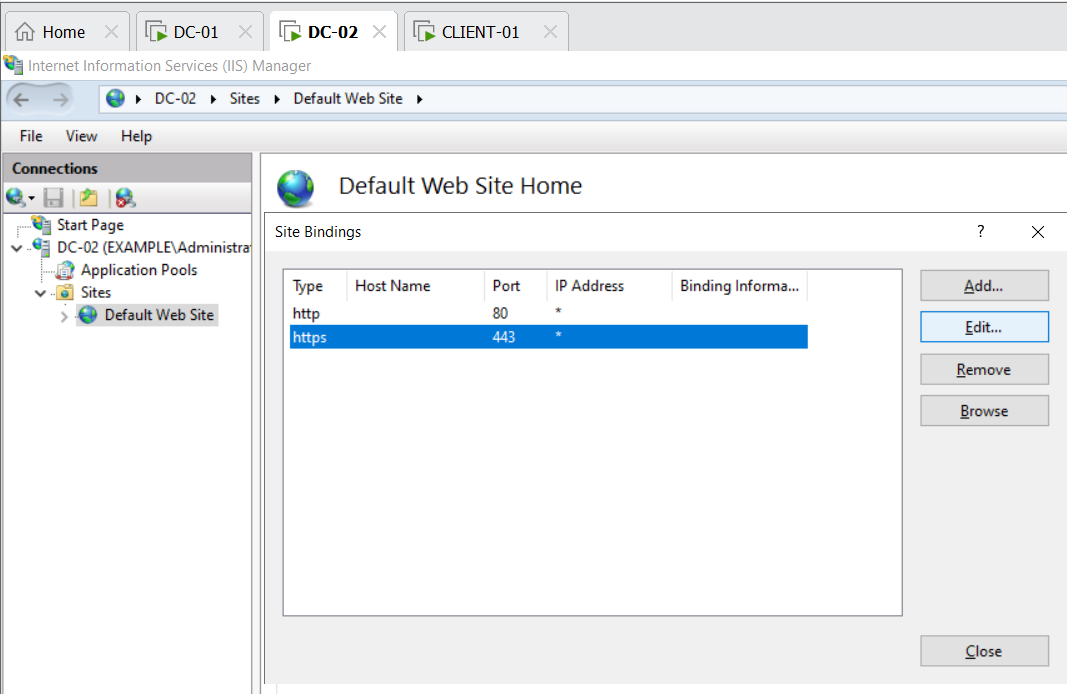 Home DC-01 DC-02 CLIENT-01
Internet Information Services (IIS) Manager
DC-02 Sites Default Web Site
File View Help
Connections
Start Page
DC-02 (EXAMPLE\Administra
Application Pools
Sites
Default Web Site
Default Web Site Home
Site Bindings ?
Type Host Name Port IP Address Binding Informa...
http 80 *
https 443 *
Add...
Edit...
Remove
Browse
Close